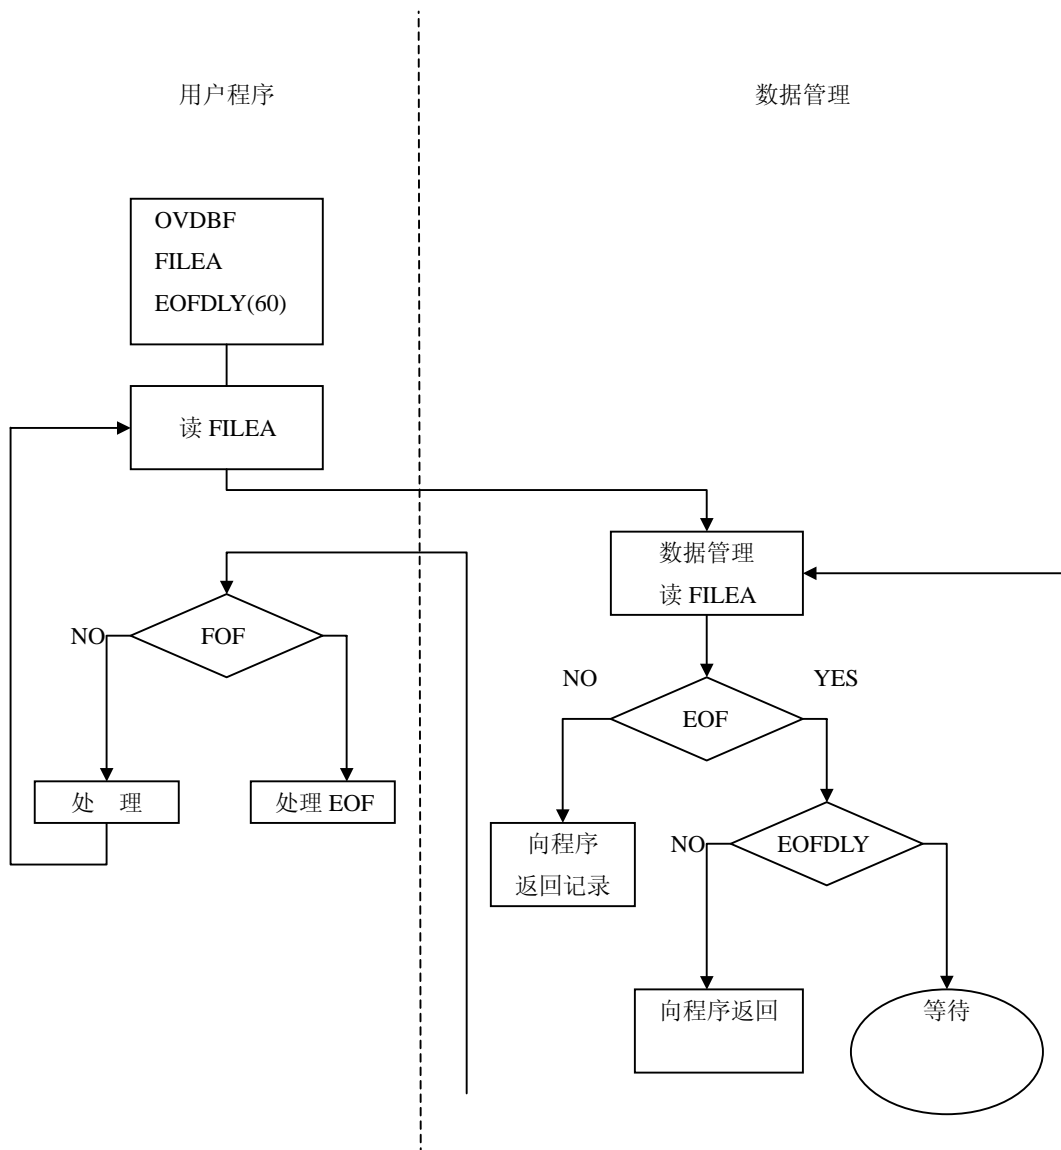 用户程序
数据管理
OVDBF
FILEA
EOFDLY(60)
读 FILEA
数据管理
读 FILEA
NO
FOF
NO
YES
EOF
处 理
处理 EOF
向程序
返回记录
NO
EOFDLY
向程序返回
等待